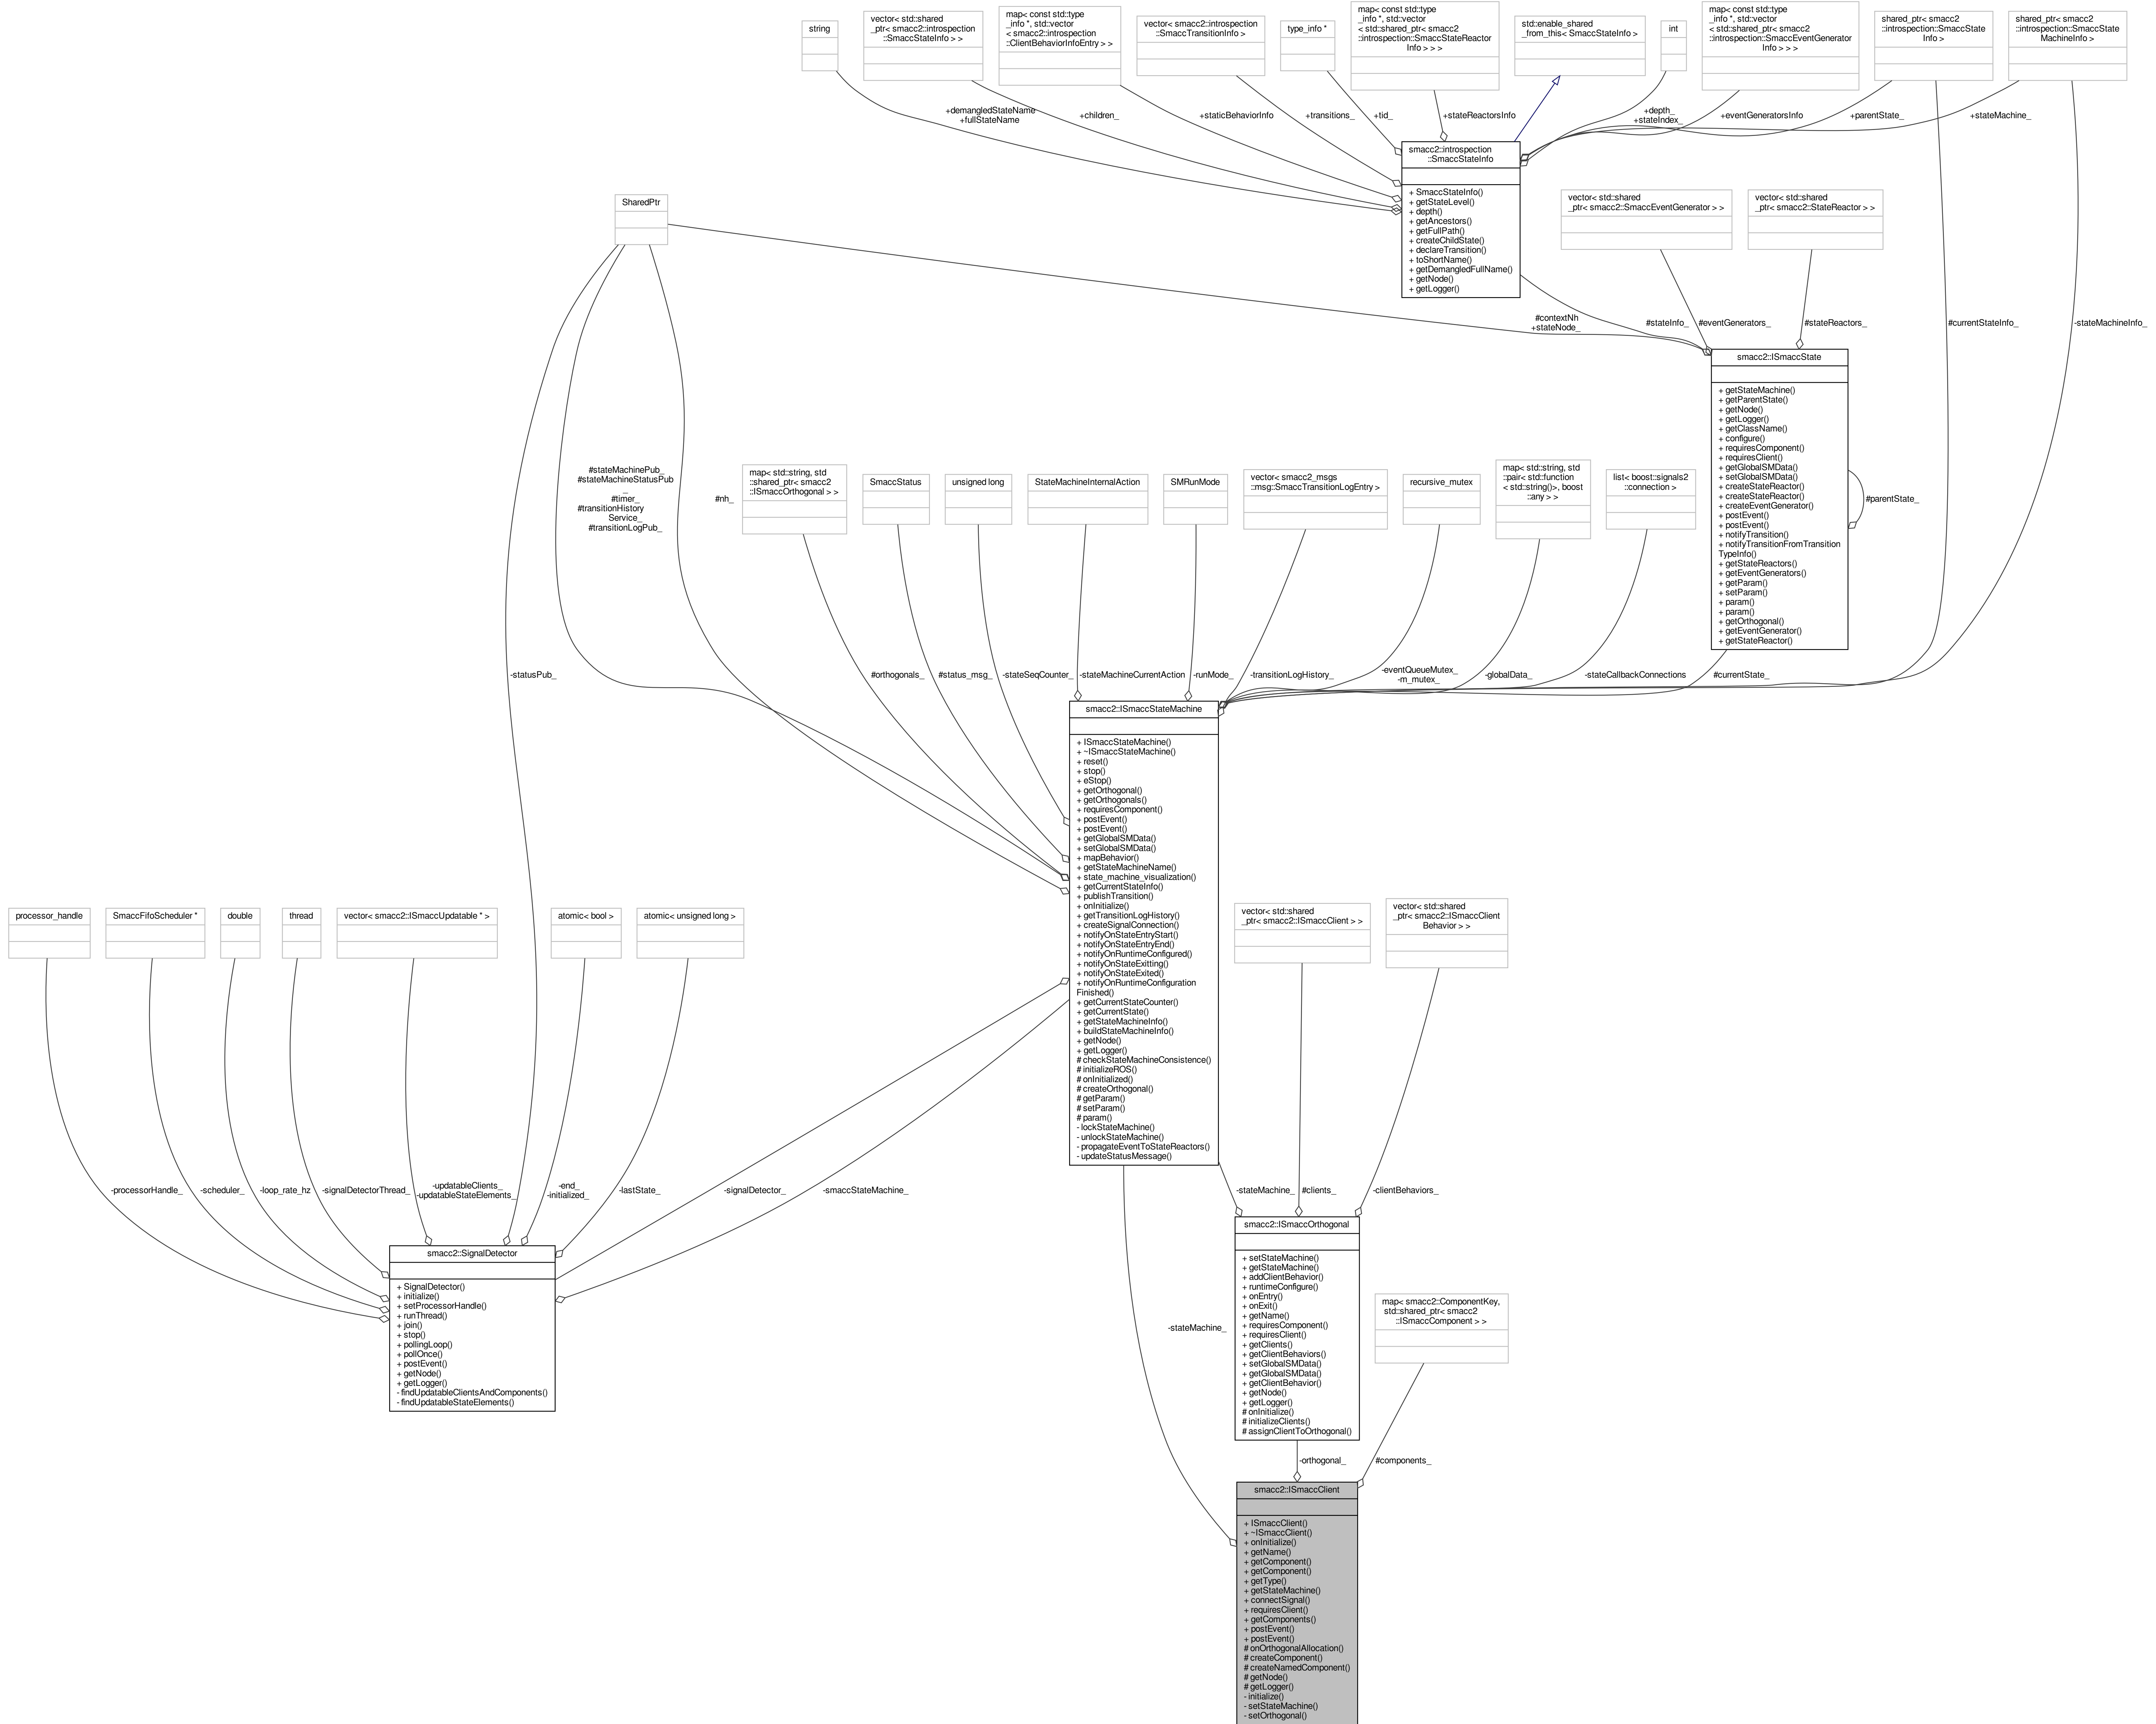 string
vector< std::shared
_ptr< smacc2::introspection
::SmaccStateInfo > >
map< const std::type
_info *, std::vector
< smacc2::introspection
::ClientBehaviorInfoEntry > >
vector< smacc2::introspection
::SmaccTransitionInfo >
type_info *
map< const std::type
_info *, std::vector
< std::shared_ptr< smacc2
::introspection::SmaccStateReactor
Info > > >
std::enable_shared
_from_this< SmaccStateInfo >
int
map< const std::type
_info *, std::vector
< std::shared_ptr< smacc2
::introspection::SmaccEventGenerator
Info > > >
shared_ptr< smacc2
::introspection::SmaccState
Info >
shared_ptr< smacc2
::introspection::SmaccState
MachineInfo >
+demangledStateName
+fullStateName
+children_
+staticBehaviorInfo
+transitions_
+tid_
+stateReactorsInfo
+depth_
+stateIndex_
+eventGeneratorsInfo
+parentState_
+stateMachine_
smacc2::introspection
::SmaccStateInfo
+ SmaccStateInfo()
+ getStateLevel()
+ depth()
+ getAncestors()
+ getFullPath()
+ createChildState()
+ declareTransition()
+ toShortName()
+ getDemangledFullName()
+ getNode()
+ getLogger()
SharedPtr
vector< std::shared
_ptr< smacc2::SmaccEventGenerator > >
vector< std::shared
_ptr< smacc2::StateReactor > >
#contextNh
+stateNode_
#stateInfo_
#eventGenerators_
#stateReactors_
#currentStateInfo_
-stateMachineInfo_
smacc2::ISmaccState
+ getStateMachine()
+ getParentState()
+ getNode()
+ getLogger()
+ getClassName()
+ configure()
+ requiresComponent()
+ requiresClient()
+ getGlobalSMData()
+ setGlobalSMData()
+ createStateReactor()
+ createStateReactor()
+ createEventGenerator()
+ postEvent()
+ postEvent()
+ notifyTransition()
+ notifyTransitionFromTransition
TypeInfo()
+ getStateReactors()
+ getEventGenerators()
+ getParam()
+ setParam()
+ param()
+ param()
+ getOrthogonal()
+ getEventGenerator()
+ getStateReactor()
#parentState_
#stateMachinePub_
#stateMachineStatusPub
_
#timer_
#transitionHistory
Service_
#transitionLogPub_
#nh_
map< std::string, std
::shared_ptr< smacc2
::ISmaccOrthogonal > >
SmaccStatus
unsigned long
StateMachineInternalAction
SMRunMode
vector< smacc2_msgs
::msg::SmaccTransitionLogEntry >
recursive_mutex
map< std::string, std
::pair< std::function
< std::string()>, boost
::any > >
list< boost::signals2
::connection >
-statusPub_
#orthogonals_
#status_msg_
-stateSeqCounter_
-stateMachineCurrentAction
-runMode_
-transitionLogHistory_
-eventQueueMutex_
-m_mutex_
-globalData_
-stateCallbackConnections
#currentState_
smacc2::ISmaccStateMachine
+ ISmaccStateMachine()
+ ~ISmaccStateMachine()
+ reset()
+ stop()
+ eStop()
+ getOrthogonal()
+ getOrthogonals()
+ requiresComponent()
+ postEvent()
+ postEvent()
+ getGlobalSMData()
+ setGlobalSMData()
+ mapBehavior()
+ getStateMachineName()
+ state_machine_visualization()
+ getCurrentStateInfo()
+ publishTransition()
+ onInitialize()
+ getTransitionLogHistory()
+ createSignalConnection()
+ notifyOnStateEntryStart()
+ notifyOnStateEntryEnd()
+ notifyOnRuntimeConfigured()
+ notifyOnStateExitting()
+ notifyOnStateExited()
+ notifyOnRuntimeConfiguration
Finished()
+ getCurrentStateCounter()
+ getCurrentState()
+ getStateMachineInfo()
+ buildStateMachineInfo()
+ getNode()
+ getLogger()
# checkStateMachineConsistence()
# initializeROS()
# onInitialized()
# createOrthogonal()
# getParam()
# setParam()
# param()
- lockStateMachine()
- unlockStateMachine()
- propagateEventToStateReactors()
- updateStatusMessage()
processor_handle
SmaccFifoScheduler *
double
thread
vector< smacc2::ISmaccUpdatable * >
atomic< bool >
atomic< unsigned long >
vector< std::shared
_ptr< smacc2::ISmaccClient > >
vector< std::shared
_ptr< smacc2::ISmaccClient
Behavior > >
-processorHandle_
-scheduler_
-loop_rate_hz
-signalDetectorThread_
-updatableClients_
-updatableStateElements_
-end_
-initialized_
-lastState_
-signalDetector_
-smaccStateMachine_
-stateMachine_
#clients_
-clientBehaviors_
smacc2::SignalDetector
+ SignalDetector()
+ initialize()
+ setProcessorHandle()
+ runThread()
+ join()
+ stop()
+ pollingLoop()
+ pollOnce()
+ postEvent()
+ getNode()
+ getLogger()
- findUpdatableClientsAndComponents()
- findUpdatableStateElements()
smacc2::ISmaccOrthogonal
+ setStateMachine()
+ getStateMachine()
+ addClientBehavior()
+ runtimeConfigure()
+ onEntry()
+ onExit()
+ getName()
+ requiresComponent()
+ requiresClient()
+ getClients()
+ getClientBehaviors()
+ setGlobalSMData()
+ getGlobalSMData()
+ getClientBehavior()
+ getNode()
+ getLogger()
# onInitialize()
# initializeClients()
# assignClientToOrthogonal()
map< smacc2::ComponentKey,
std::shared_ptr< smacc2
::ISmaccComponent > >
-stateMachine_
-orthogonal_
#components_
smacc2::ISmaccClient
+ ISmaccClient()
+ ~ISmaccClient()
+ onInitialize()
+ getName()
+ getComponent()
+ getComponent()
+ getType()
+ getStateMachine()
+ connectSignal()
+ requiresClient()
+ getComponents()
+ postEvent()
+ postEvent()
# onOrthogonalAllocation()
# createComponent()
# createNamedComponent()
# getNode()
# getLogger()
- initialize()
- setStateMachine()
- setOrthogonal()